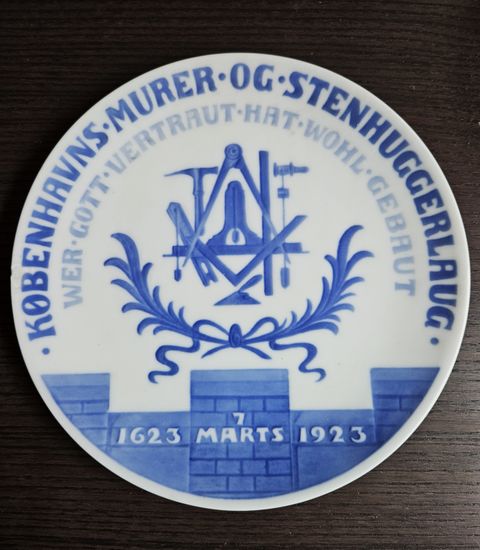 ·KØBENHAVNS·MURER·OG·STENHUGGERLAUG·
WER·GOTT·VERTRAUT·HAT·WOHL·GEBAUT
7
1623 MARTS 1923